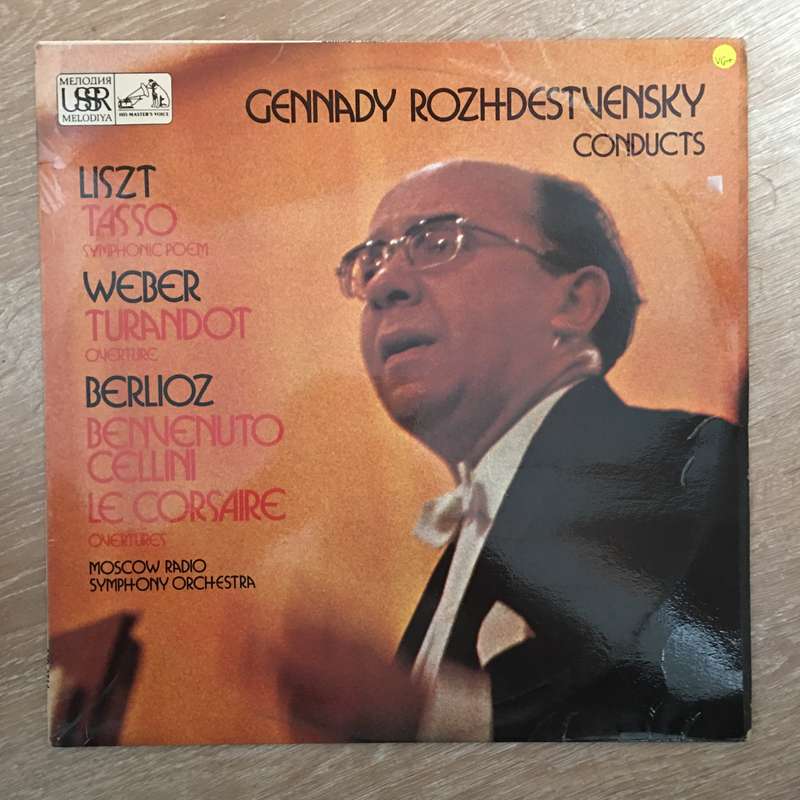 МЕЛОДИЯ
USSR
MELODIYA
HIS MASTER'S VOICE
VG+
GENNADY ROZHDESTVENSKY
CONDUCTS
LISZT
TASSO
SYMPHONIC POEM
WEBER
TURANDOT
OVERTURE
BERLIOZ
BENVENUTO
CELLINI
LE CORSAIRE
OVERTURES
MOSCOW RADIO
SYMPHONY ORCHESTRA